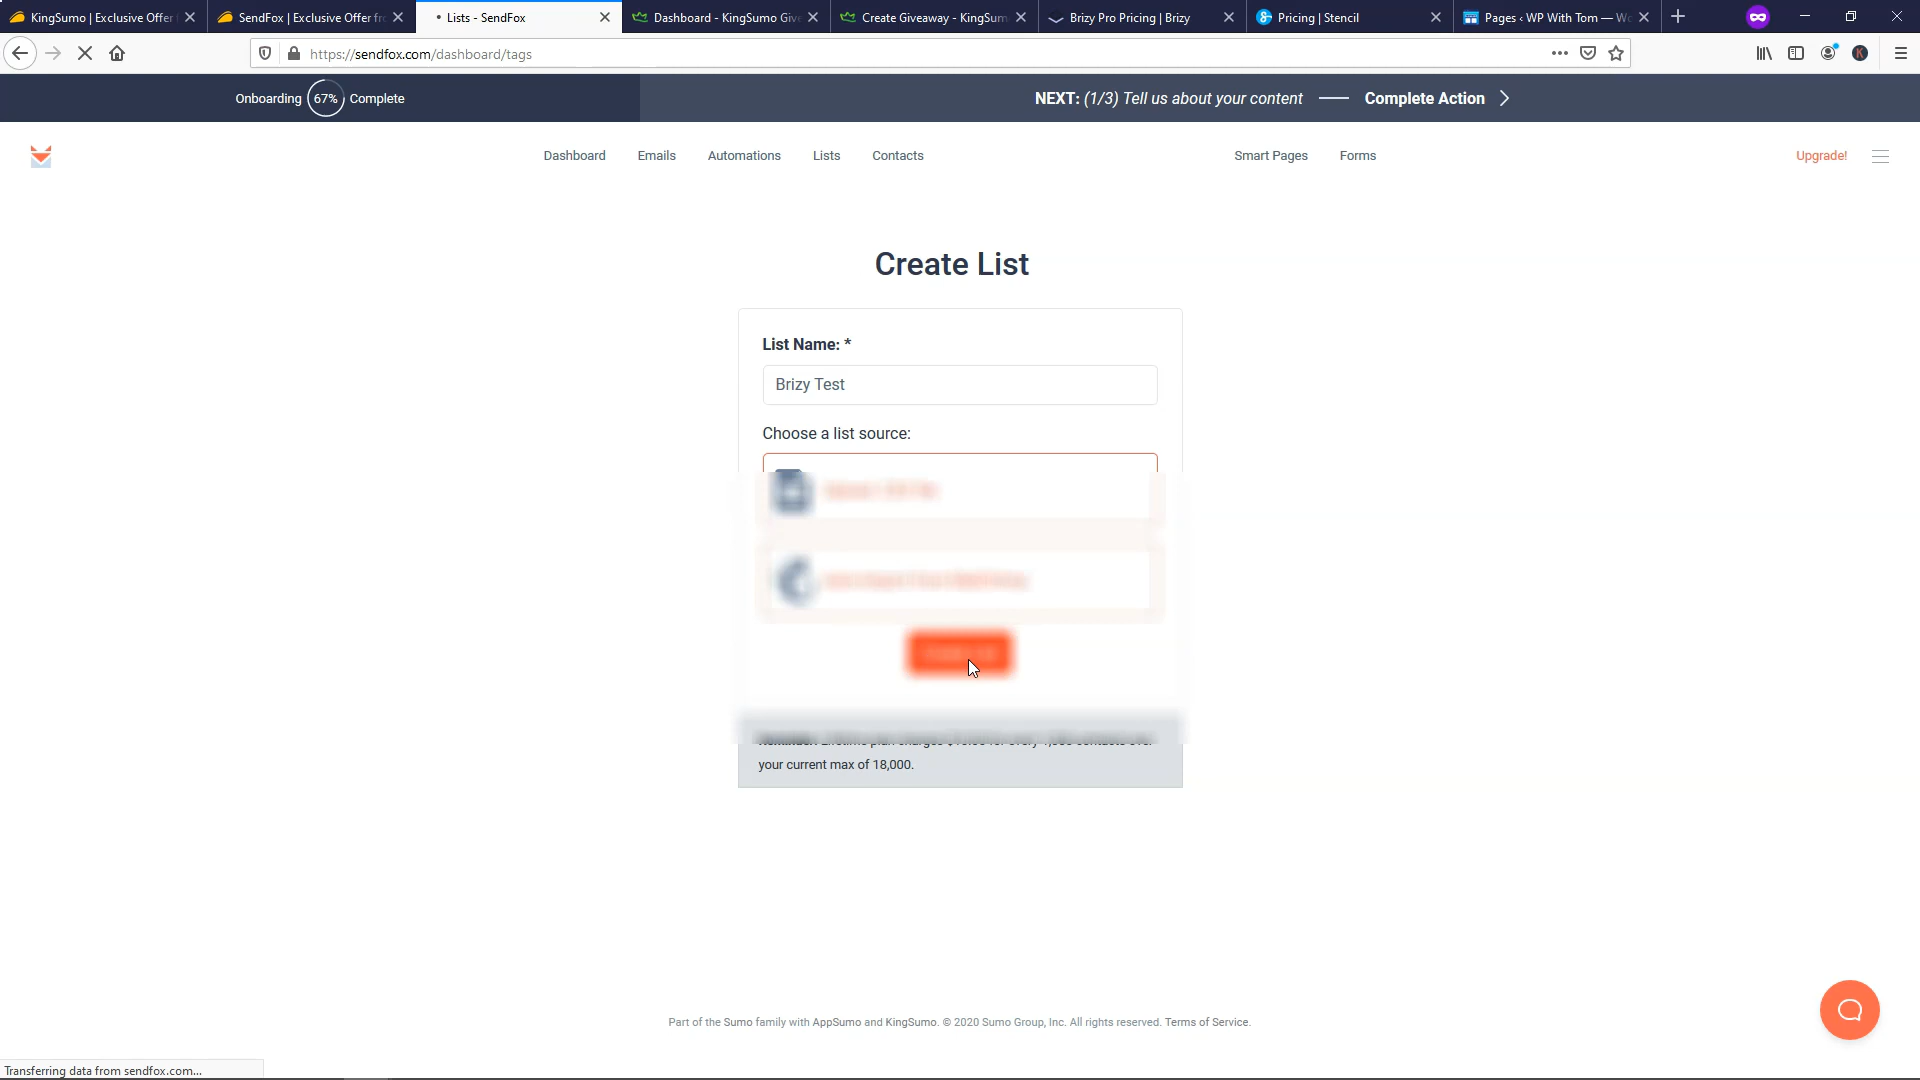 KingSumo | Exclusive Offer
SendFox | Exclusive Offer fr
Lists - SendFox
Dashboard - KingSumo Giv
Create Giveaway - KingSum
Brizy Pro Pricing | Brizy
Pricing | Stencil
Pages ‹ WP With Tom — Wo
https://sendfox.com/dashboard/tags
K
Onboarding 67% Complete
NEXT: (1/3) Tell us about your content — Complete Action
Dashboard
Emails
Automations
Lists
Contacts
Smart Pages
Forms
Upgrade!
Create List
List Name: *
Brizy Test
Choose a list source:
your current max of 18,000.
Part of the Sumo family with AppSumo and KingSumo. © 2020 Sumo Group, Inc. All rights reserved. Terms of Service.
Transferring data from sendfox.com...